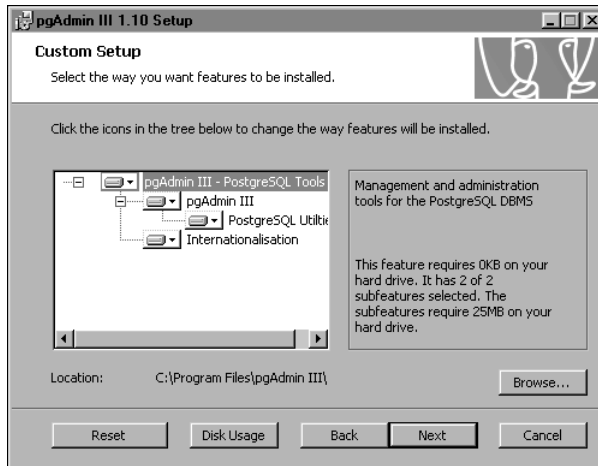 pgAdmin III 1.10 Setup
Custom Setup
Select the way you want features to be installed.
Click the icons in the tree below to change the way features will be installed.
pgAdmin III - PostgreSQL Tools
pgAdmin III
PostgreSQL Utiltie
Internationalisation
Management and administration
tools for the PostgreSQL DBMS
This feature requires 0KB on your
hard drive. It has 2 of 2
subfeatures selected. The
subfeatures require 25MB on your
hard drive.
Location: C:\Program Files\pgAdmin III\
Browse...
Reset Disk Usage Back Next Cancel